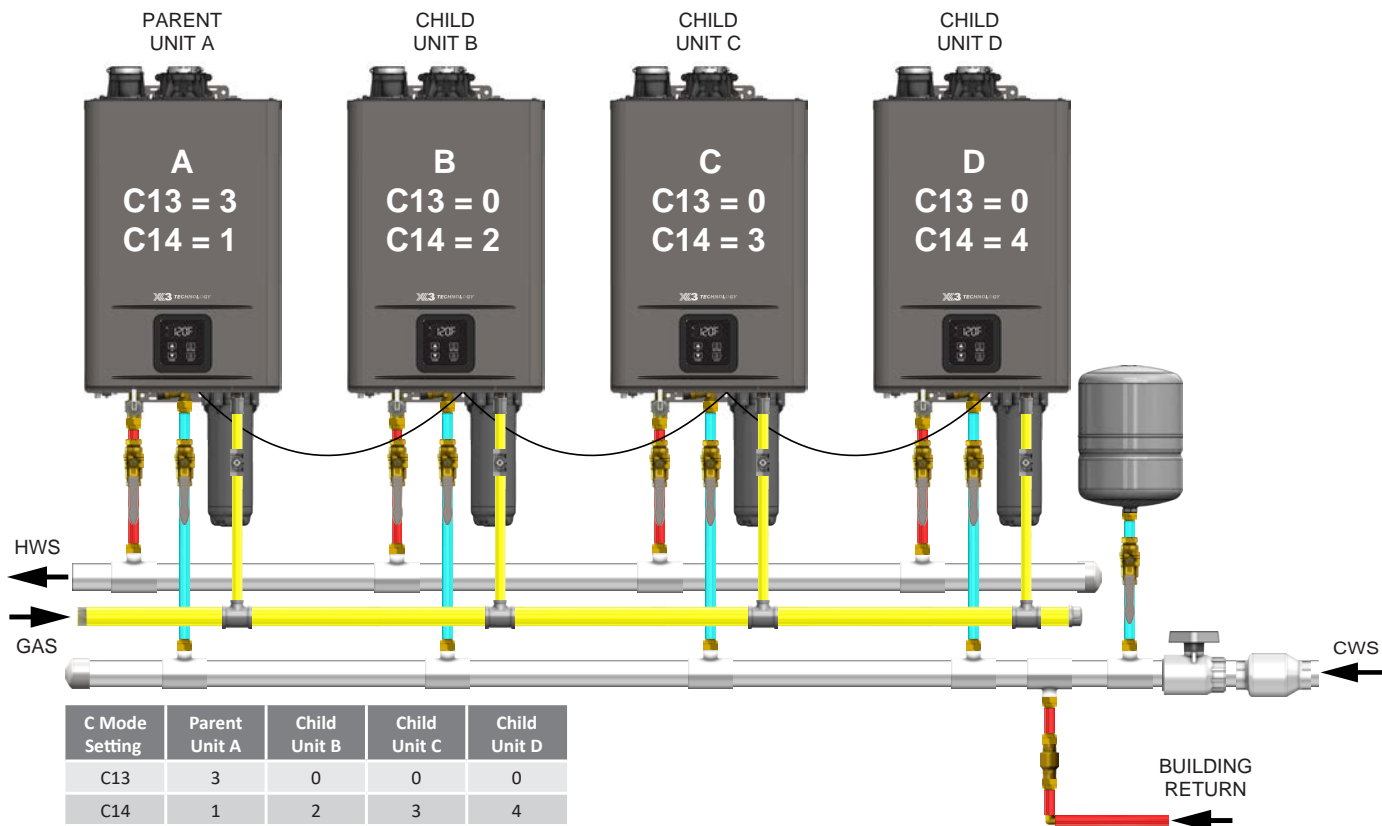 PARENT
UNIT A
CHILD
UNIT B
CHILD
UNIT C
CHILD
UNIT D
A
C13 = 3
C14 = 1
B
C13 = 0
C14 = 2
C
C13 = 0
C14 = 3
D
C13 = 0
C14 = 4
X3 TECHNOLOGY
X3 TECHNOLOGY
X3 TECHNOLOGY
X3 TECHNOLOGY
120F
120F
120F
120F
HWS
GAS
CWS
C Mode Setting Parent Unit A Child Unit B Child Unit C Child Unit D
C13 3 0 0 0
C14 1 2 3 4
BUILDING
RETURN